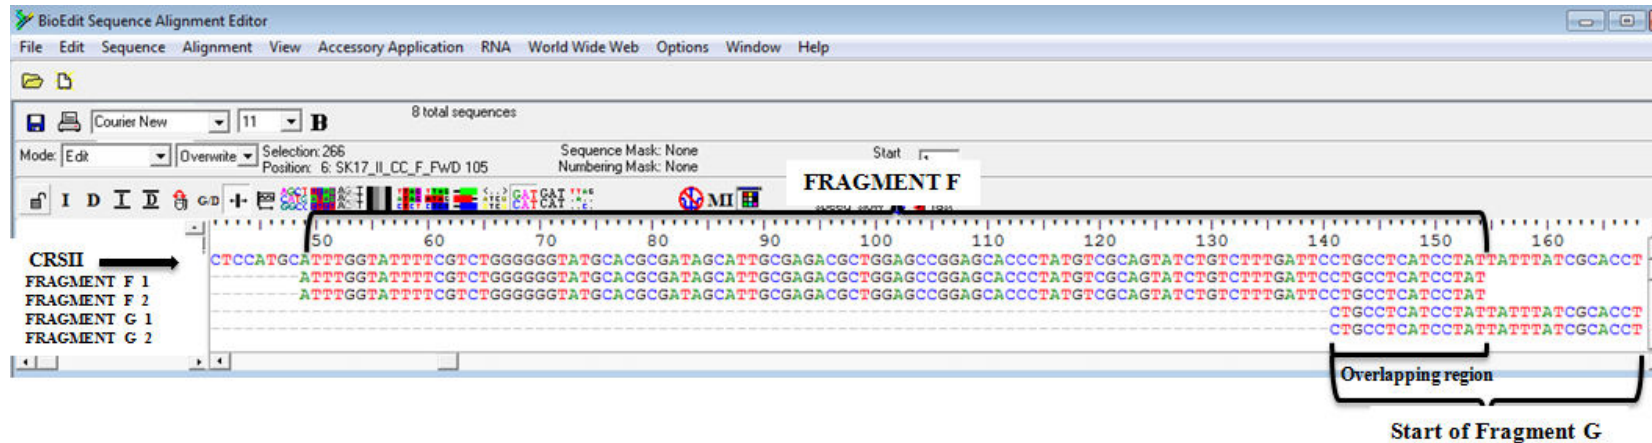 BioEdit Sequence Alignment Editor
File Edit Sequence Alignment View Accessory Application RNA World Wide Web Options Window Help
Courier New 11 B 8 total sequences
Mode: Edit Overwrite Selection: 266 Sequence Mask: None Start
Position: 6: SK17_II_CC_F_FWD 105 Numbering Mask: None
FRAGMENT F
I D I D G/D MI
50 60 70 80 90 100 110 120 130 140 150 160
CRSII CTCCATGCATTTGGTATTTTCGTCTGGGGGGTATGCACGCGATAGCATTGCGAGACGCTGGAGCCGGAGCACCCTATGTCGCAGTATCTGTCTTTGATTCCTGCCTCATCCTATTATTTATCGCACCT
FRAGMENT F 1 ATTTGGTATTTTCGTCTGGGGGGTATGCACGCGATAGCATTGCGAGACGCTGGAGCCGGAGCACCCTATGTCGCAGTATCTGTCTTTGATTCCTGCCTCATCCTAT
FRAGMENT F 2 ATTTGGTATTTTCGTCTGGGGGGTATGCACGCGATAGCATTGCGAGACGCTGGAGCCGGAGCACCCTATGTCGCAGTATCTGTCTTTGATTCCTGCCTCATCCTAT
FRAGMENT G 1 CTGCCTCATCCTATTATTTATCGCACCT
FRAGMENT G 2 CTGCCTCATCCTATTATTTATCGCACCT
Overlapping region
Start of Fragment G